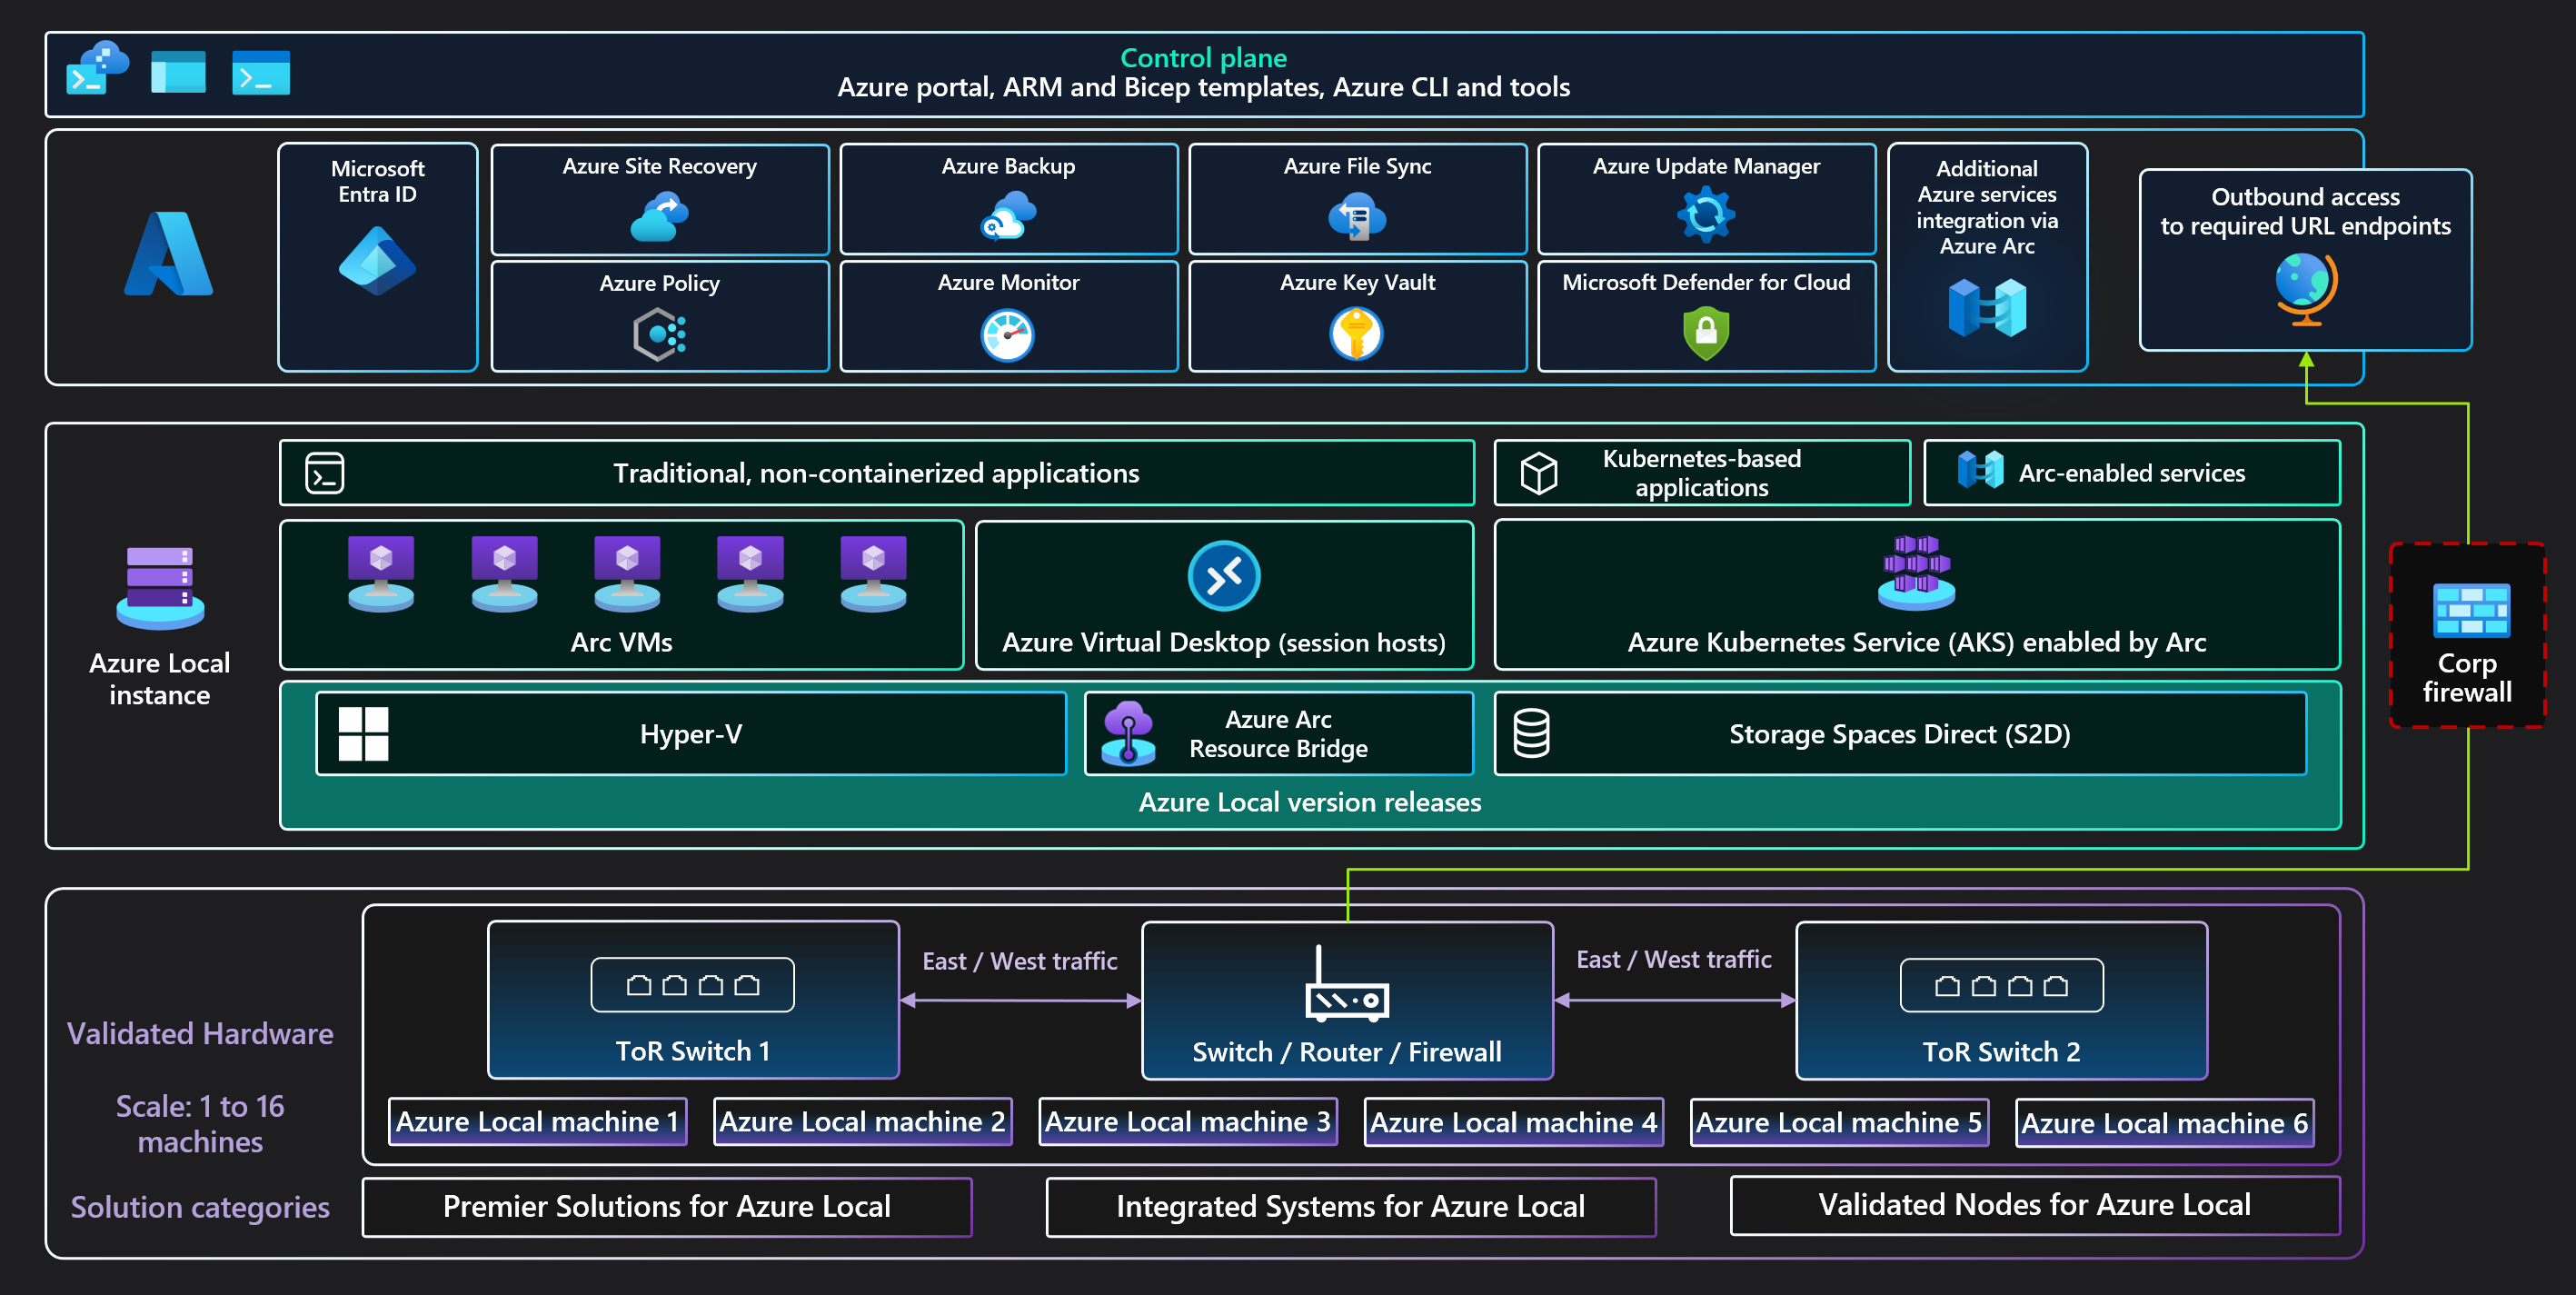 Control plane
Azure portal, ARM and Bicep templates, Azure CLI and tools
Microsoft
Entra ID
Azure Site Recovery
Azure Backup
Azure File Sync
Azure Update Manager
Azure Policy
Azure Monitor
Azure Key Vault
Microsoft Defender for Cloud
Additional
Azure services
integration via
Azure Arc
Outbound access
to required URL endpoints
Azure Local
instance
Traditional, non-containerized applications
Kubernetes-based
applications
Arc-enabled services
Arc VMs
Azure Virtual Desktop (session hosts)
Azure Kubernetes Service (AKS) enabled by Arc
Hyper-V
Azure Arc
Resource Bridge
Storage Spaces Direct (S2D)
Azure Local version releases
Corp
firewall
Validated Hardware
Scale: 1 to 16
machines
ToR Switch 1
East / West traffic
Switch / Router / Firewall
East / West traffic
ToR Switch 2
Azure Local machine 1
Azure Local machine 2
Azure Local machine 3
Azure Local machine 4
Azure Local machine 5
Azure Local machine 6
Solution categories
Premier Solutions for Azure Local
Integrated Systems for Azure Local
Validated Nodes for Azure Local